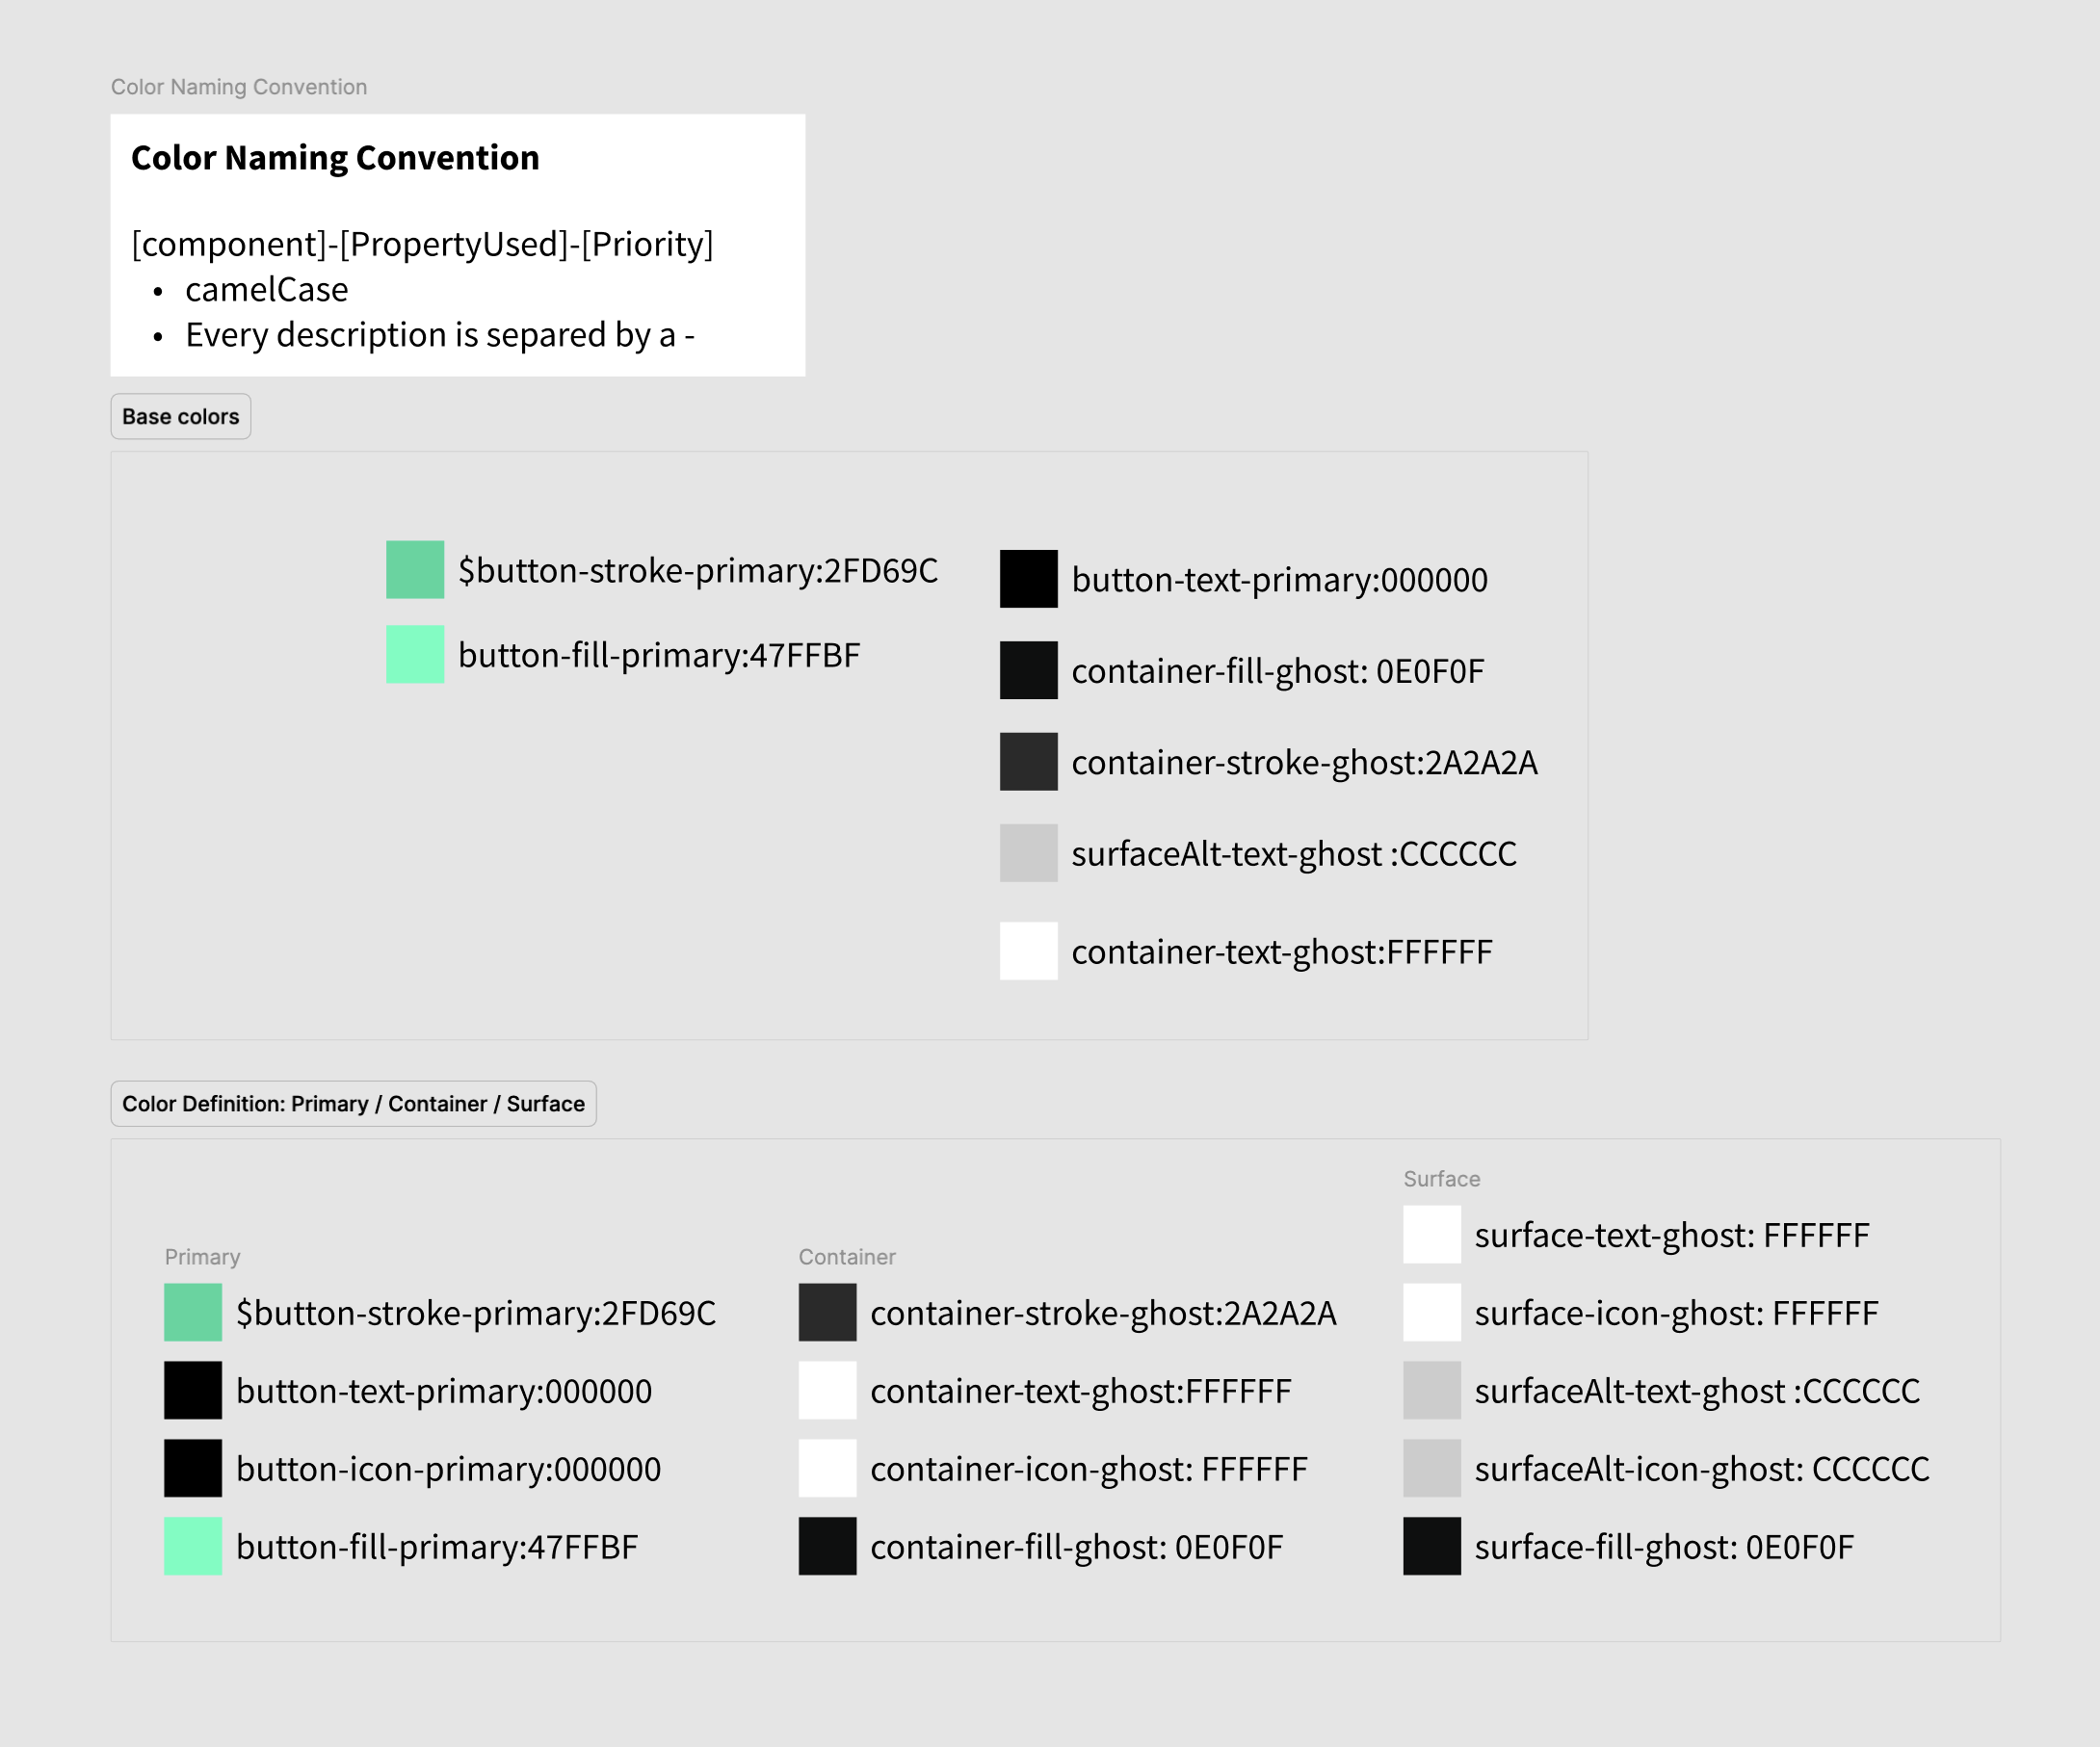 Color Naming Convention
Color Naming Convention
[component]-[PropertyUsed]-[Priority]
• camelCase
• Every description is separed by a -
Base colors
$button-stroke-primary:2FD69C
button-fill-primary:47FFBF
button-text-primary:000000
container-fill-ghost: 0E0F0F
container-stroke-ghost:2A2A2A
surfaceAlt-text-ghost :CCCCCC
container-text-ghost:FFFFFF
Color Definition: Primary / Container / Surface
Primary
$button-stroke-primary:2FD69C
button-text-primary:000000
button-icon-primary:000000
button-fill-primary:47FFBF
Container
container-stroke-ghost:2A2A2A
container-text-ghost:FFFFFF
container-icon-ghost: FFFFFF
container-fill-ghost: 0E0F0F
Surface
surface-text-ghost: FFFFFF
surface-icon-ghost: FFFFFF
surfaceAlt-text-ghost :CCCCCC
surfaceAlt-icon-ghost: CCCCCC
surface-fill-ghost: 0E0F0F